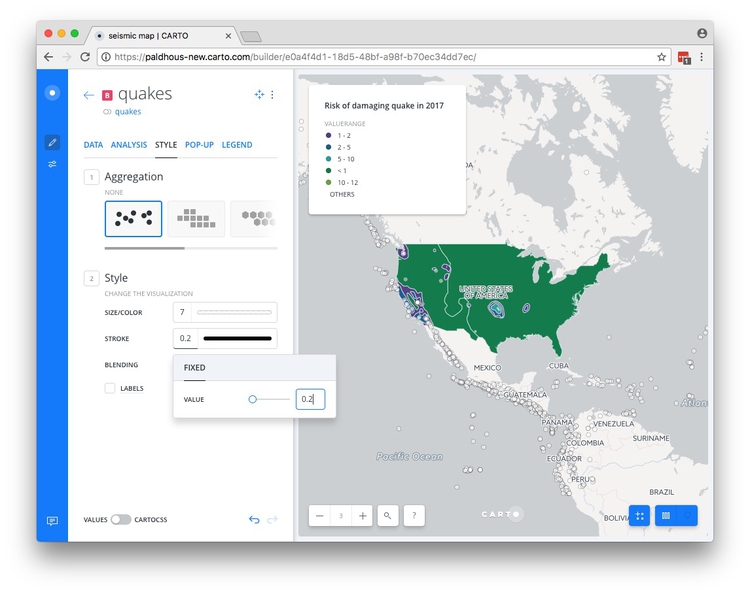 seismic map | CARTO
https://paldhous-new.carto.com/builder/e0a4f4d1-18d5-48bf-a98f-b70ec34dd7ec/
1
B quakes
quakes
DATA ANALYSIS STYLE POP-UP LEGEND
1 Aggregation
NONE
2 Style
CHANGE THE VISUALIZATION
SIZE/COLOR 7
STROKE 0.2
BLENDING
LABELS
FIXED
VALUE 0.2
VALUES CARTOCSS
Risk of damaging quake in 2017
VALUERANGE
1 - 2
2 - 5
5 - 10
< 1
10 - 12
OTHERS
DA
UNITED STATES
OF AMERICA
MEXICO
CUBA
GUATEMALA
PANAMA
VENEZUELA
COLOMBIA
SURINAME
ECUADOR
PERU
BRAZIL
BOLIVIA
Pacific Ocean
Atlan
3
?
CARTO